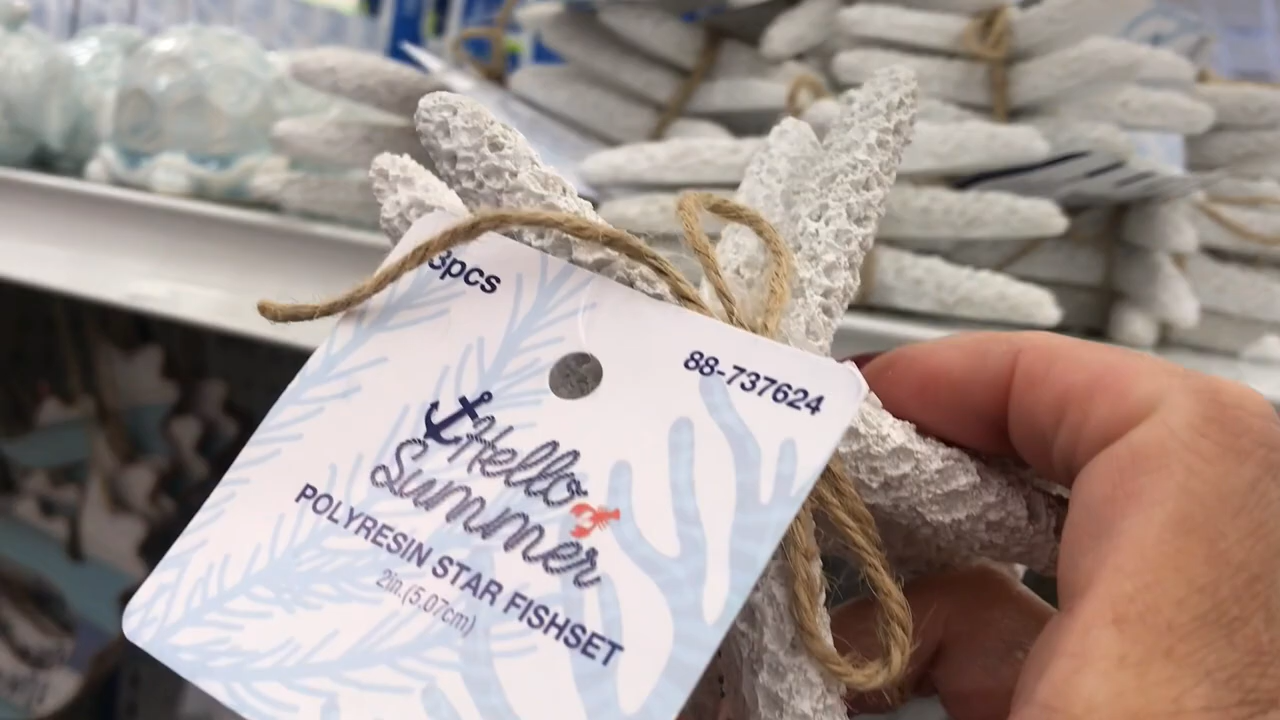 3pcs
88-737624
Hello
Summer
POLYRESIN STAR FISHSET
2in.(5.07cm)